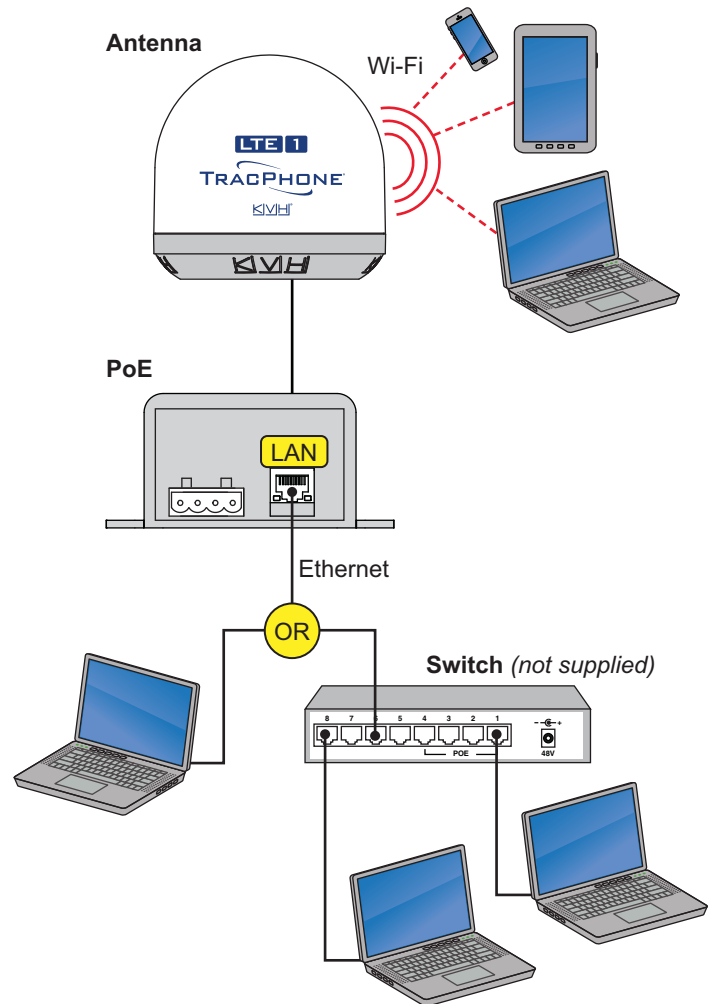 Antenna
Wi-Fi
LTE 1
TRACPHONE
KVH
KVH
PoE
LAN
Ethernet
OR
Switch (not supplied)
8 7 6 5 4 3 2 1
- +
POE
48V